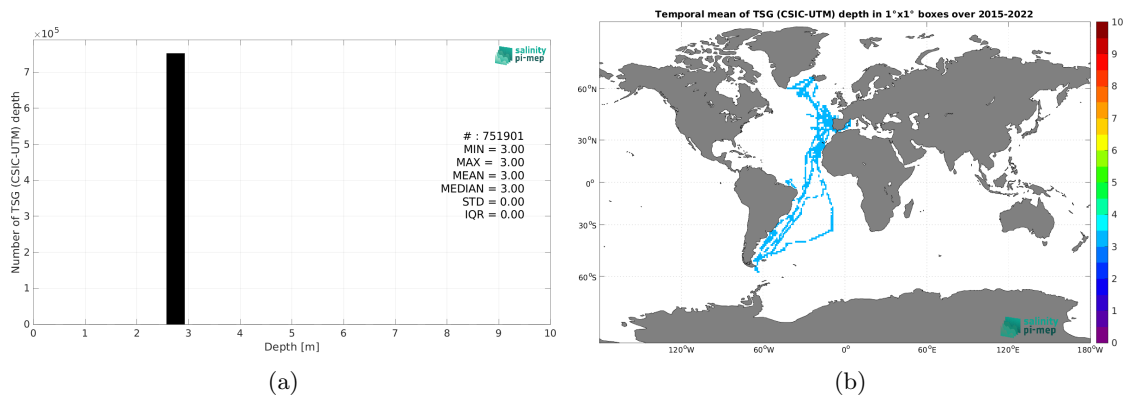 ×10⁵
7
6
5
4
3
2
1
0
Number of TSG (CSIC-UTM) depth
salinity
pi-mep
# : 751901
MIN = 3.00
MAX = 3.00
MEAN = 3.00
MEDIAN = 3.00
STD = 0.00
IQR = 0.00
0 1 2 3 4 5 6 7 8 9 10
Depth [m]
(a)
Temporal mean of TSG (CSIC-UTM) depth in 1°x1° boxes over 2015-2022
60°N
30°N
0°
30°S
60°S
120°W 60°W 0° 60°E 120°E 180°W
salinity
pi-mep
10
9
8
7
6
5
4
3
2
1
0
(b)